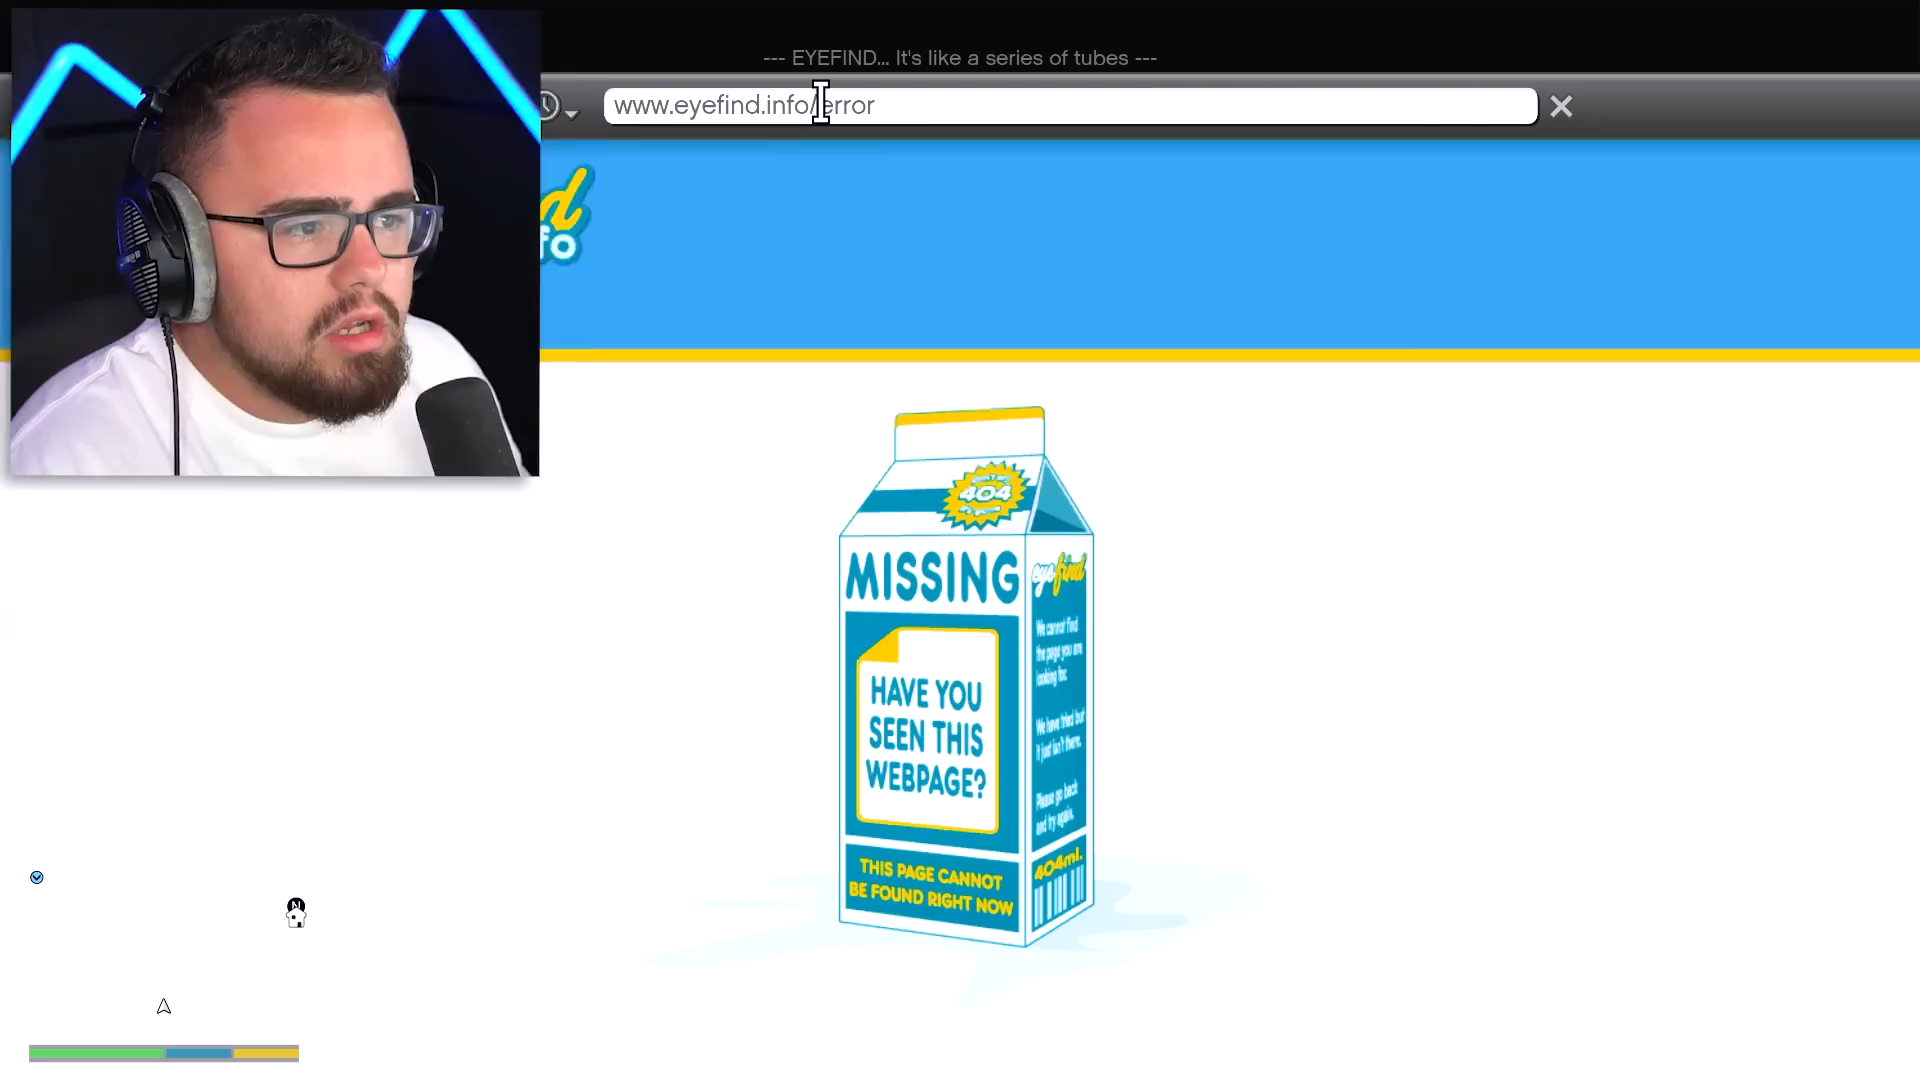 --- EYEFIND... It's like a series of tubes ---
www.eyefind.info/error
d
fo
404
MISSING
HAVE YOU
SEEN THIS
WEBPAGE?
THIS PAGE CANNOT
BE FOUND RIGHT NOW
eyefind
We cannot find
the page you are
looking for.
We have tried but
it just isn't there.
Please go back
and try again.
404ml.
N